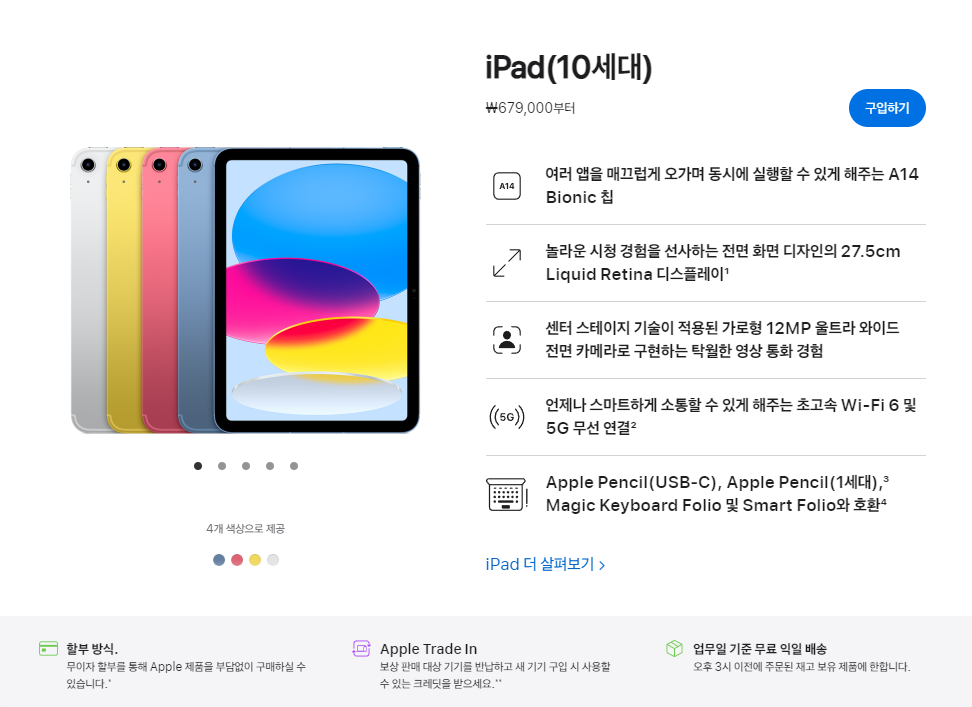 iPad(10세대)
₩679,000부터
구입하기
A14
여러 앱을 매끄럽게 오가며 동시에 실행할 수 있게 해주는 A14
Bionic 칩
놀라운 시청 경험을 선사하는 전면 화면 디자인의 27.5cm
Liquid Retina 디스플레이¹
센터 스테이지 기술이 적용된 가로형 12MP 울트라 와이드
전면 카메라로 구현하는 탁월한 영상 통화 경험
5G
언제나 스마트하게 소통할 수 있게 해주는 초고속 Wi-Fi 6 및
5G 무선 연결²
Apple Pencil(USB-C), Apple Pencil(1세대),³
Magic Keyboard Folio 및 Smart Folio와 호환⁴
4개 색상으로 제공
iPad 더 살펴보기 >
할부 방식.
무이자 할부를 통해 Apple 제품을 부담없이 구매하실 수
있습니다.*
Apple Trade In
보상 판매 대상 기기를 반납하고 새 기기 구입 시 사용할
수 있는 크레딧을 받으세요.**
업무일 기준 무료 익일 배송
오후 3시 이전에 주문된 재고 보유 제품에 한합니다.